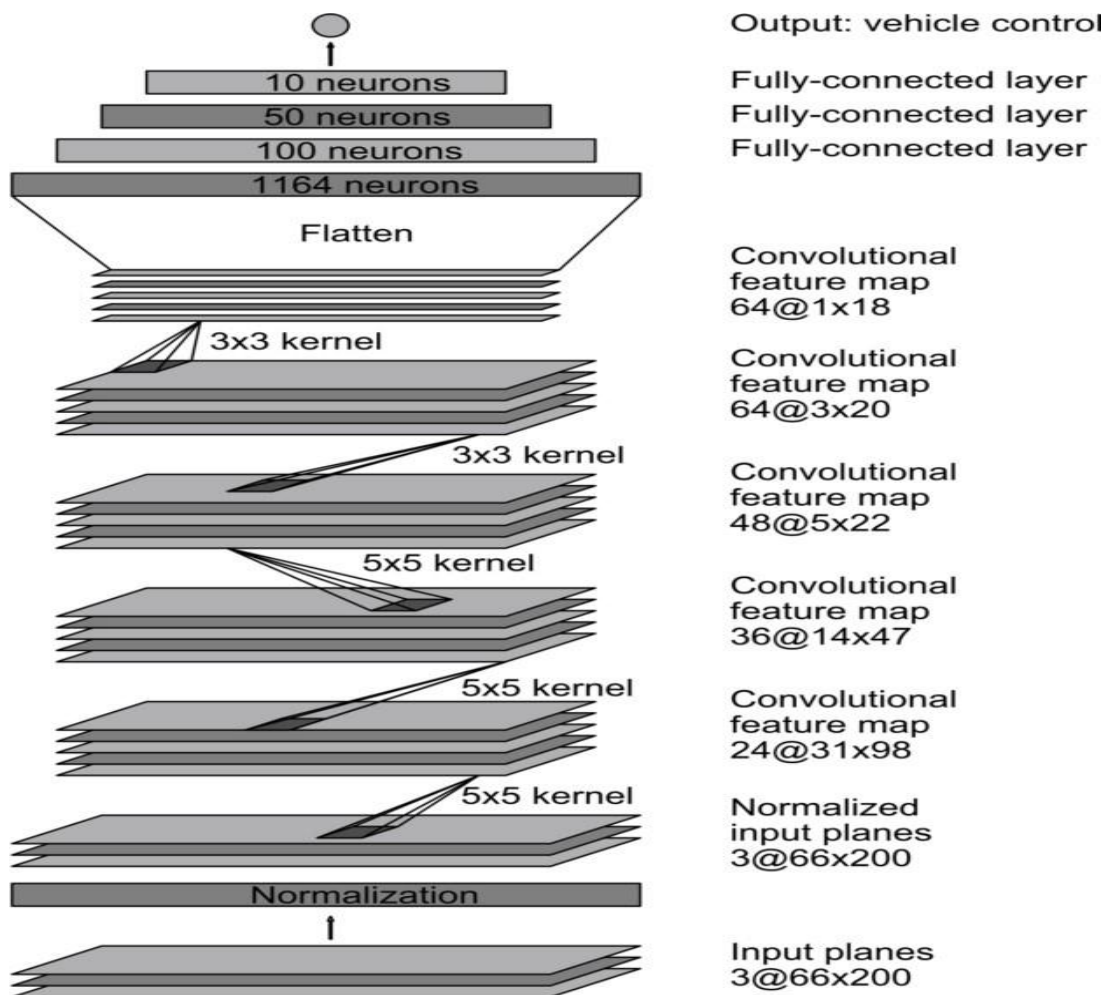 Output: vehicle control
10 neurons
Fully-connected layer
50 neurons
Fully-connected layer
100 neurons
Fully-connected layer
1164 neurons
Flatten
Convolutional
feature map
64@1x18
3x3 kernel
Convolutional
feature map
64@3x20
3x3 kernel
Convolutional
feature map
48@5x22
5x5 kernel
Convolutional
feature map
36@14x47
5x5 kernel
Convolutional
feature map
24@31x98
5x5 kernel
Normalized
input planes
3@66x200
Normalization
Input planes
3@66x200